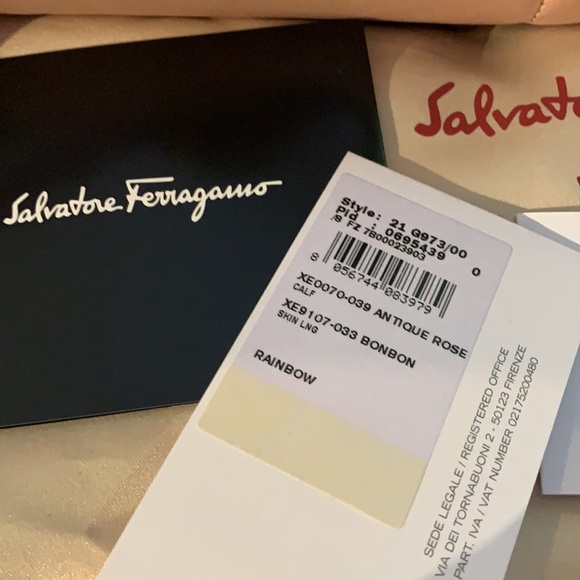 Salvatore Ferragamo
Salvato
Style: 21 G973/00 0
Pid : 0695439
/S FZ 7B00023903
8 056744 083979
XE0070-039 ANTIQUE ROSE
CALF
XE9107-033 BONBON
SKIN LNG
RAINBOW
SEDE LEGALE / REGISTERED OFFICE
VIA DEI TORNABUONI 2 - 50123 FIRENZE
PART. IVA / VAT NUMBER 02175200480